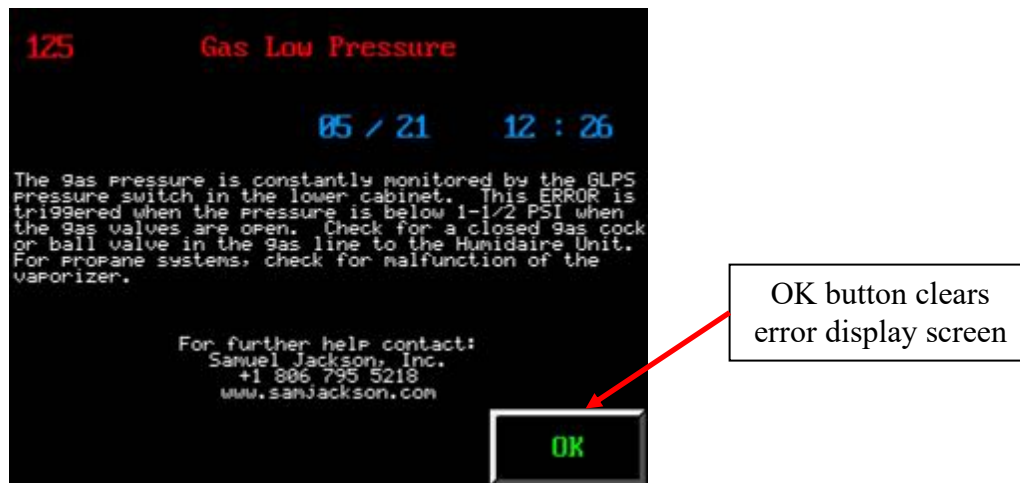 125 Gas Low Pressure
05 / 21 12 : 26
The gas pressure is constantly monitored by the GLPS
pressure switch in the lower cabinet. This ERROR is
triggered when the pressure is below 1-1/2 PSI when
the gas valves are open. Check for a closed gas cock
or ball valve in the gas line to the Humidaire Unit.
For propane systems, check for malfunction of the
vaporizer.
For further help contact:
Samuel Jackson, Inc.
+1 806 795 5218
www.samjackson.com
OK
OK button clears
error display screen